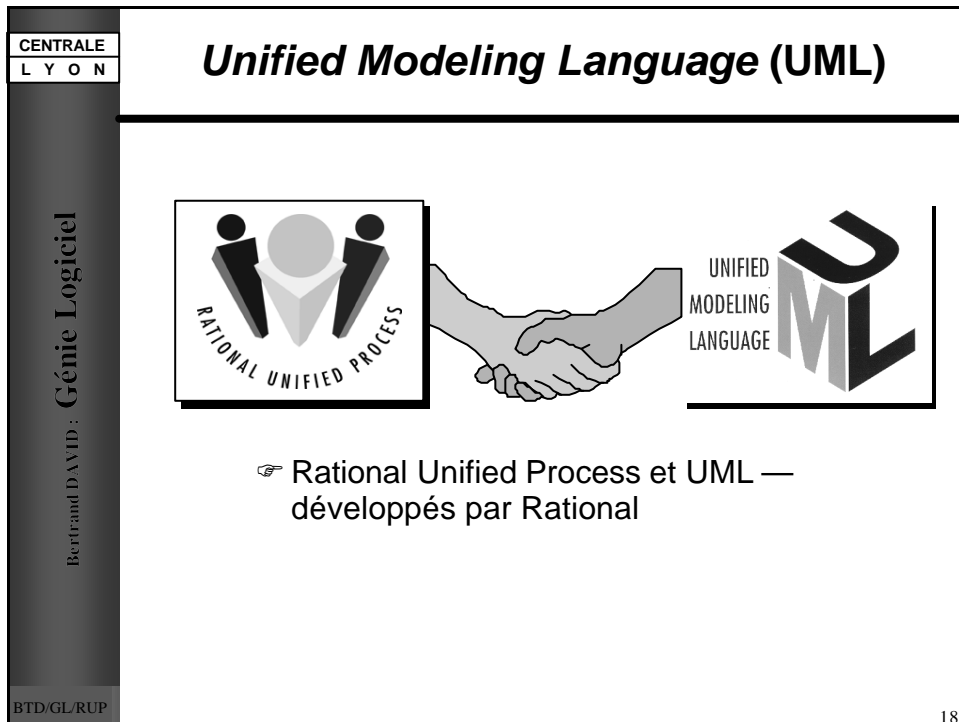 CENTRALE
L Y O N
Unified Modeling Language (UML)
Bertrand DAVID : Génie Logiciel
RATIONAL UNIFIED PROCESS
UNIFIED
MODELING
LANGUAGE
UML
☞ Rational Unified Process et UML —
développés par Rational
BTD/GL/RUP
18